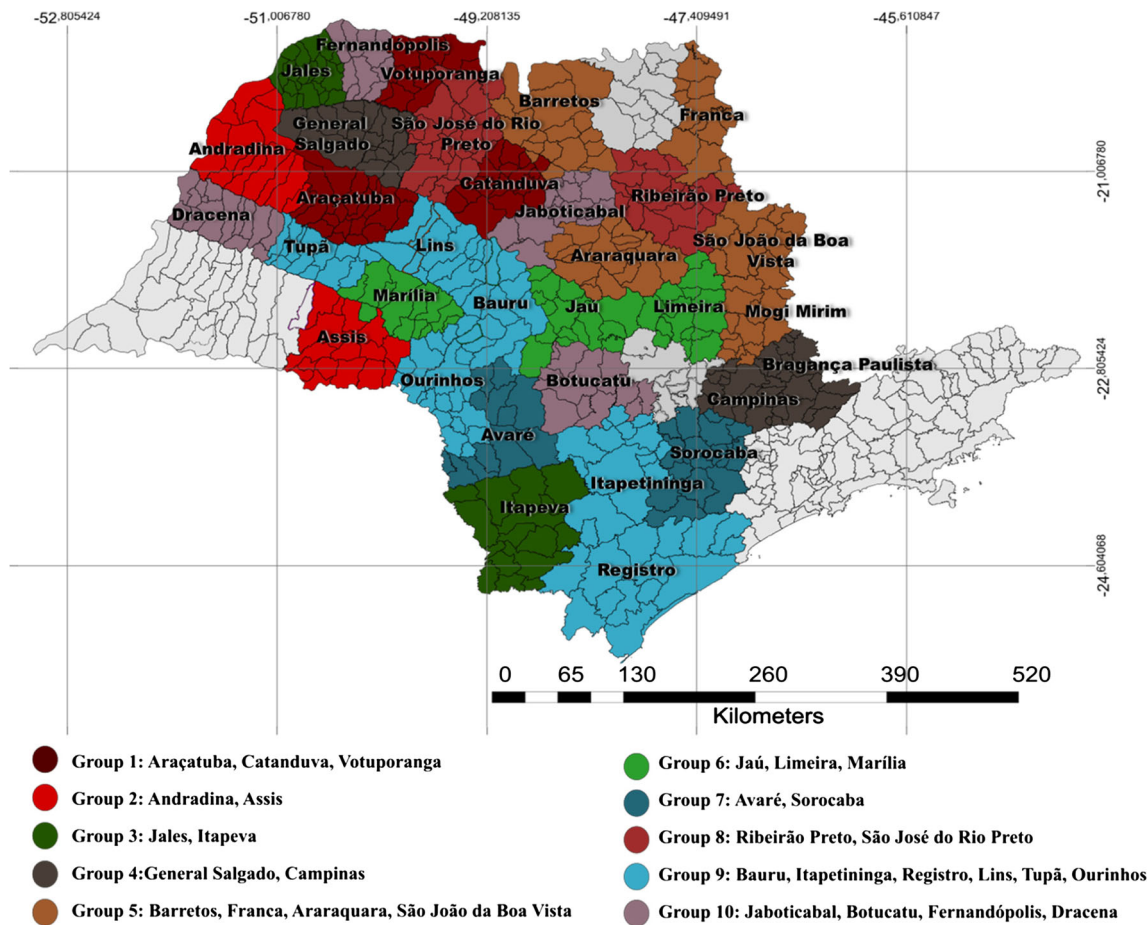 -52.805424 -51.006780 -49.208135 -47.409491 -45.610847
Fernandópolis
Jales
Votuporanga
Barretos
Franca
General
Salgado
São José do Rio
Preto
Andradina
-21.006780
Catanduva
Araçatuba
Ribeirão Preto
Jaboticabal
Dracena
Tupã
Lins
São João da Boa
Vista
Araraquara
Marília
Bauru
Jaú
Limeira
Mogi Mirim
Assis
Bragança Paulista
-22.805424
Ourinhos
Botucatu
Campinas
Avaré
Sorocaba
Itapetininga
Itapeva
Registro
-24.604068
0 65 130 260 390 520
Kilometers
Group 1: Araçatuba, Catanduva, Votuporanga
Group 2: Andradina, Assis
Group 3: Jales, Itapeva
Group 4:General Salgado, Campinas
Group 5: Barretos, Franca, Araraquara, São João da Boa Vista
Group 6: Jaú, Limeira, Marília
Group 7: Avaré, Sorocaba
Group 8: Ribeirão Preto, São José do Rio Preto
Group 9: Bauru, Itapetininga, Registro, Lins, Tupã, Ourinhos
Group 10: Jaboticabal, Botucatu, Fernandópolis, Dracena